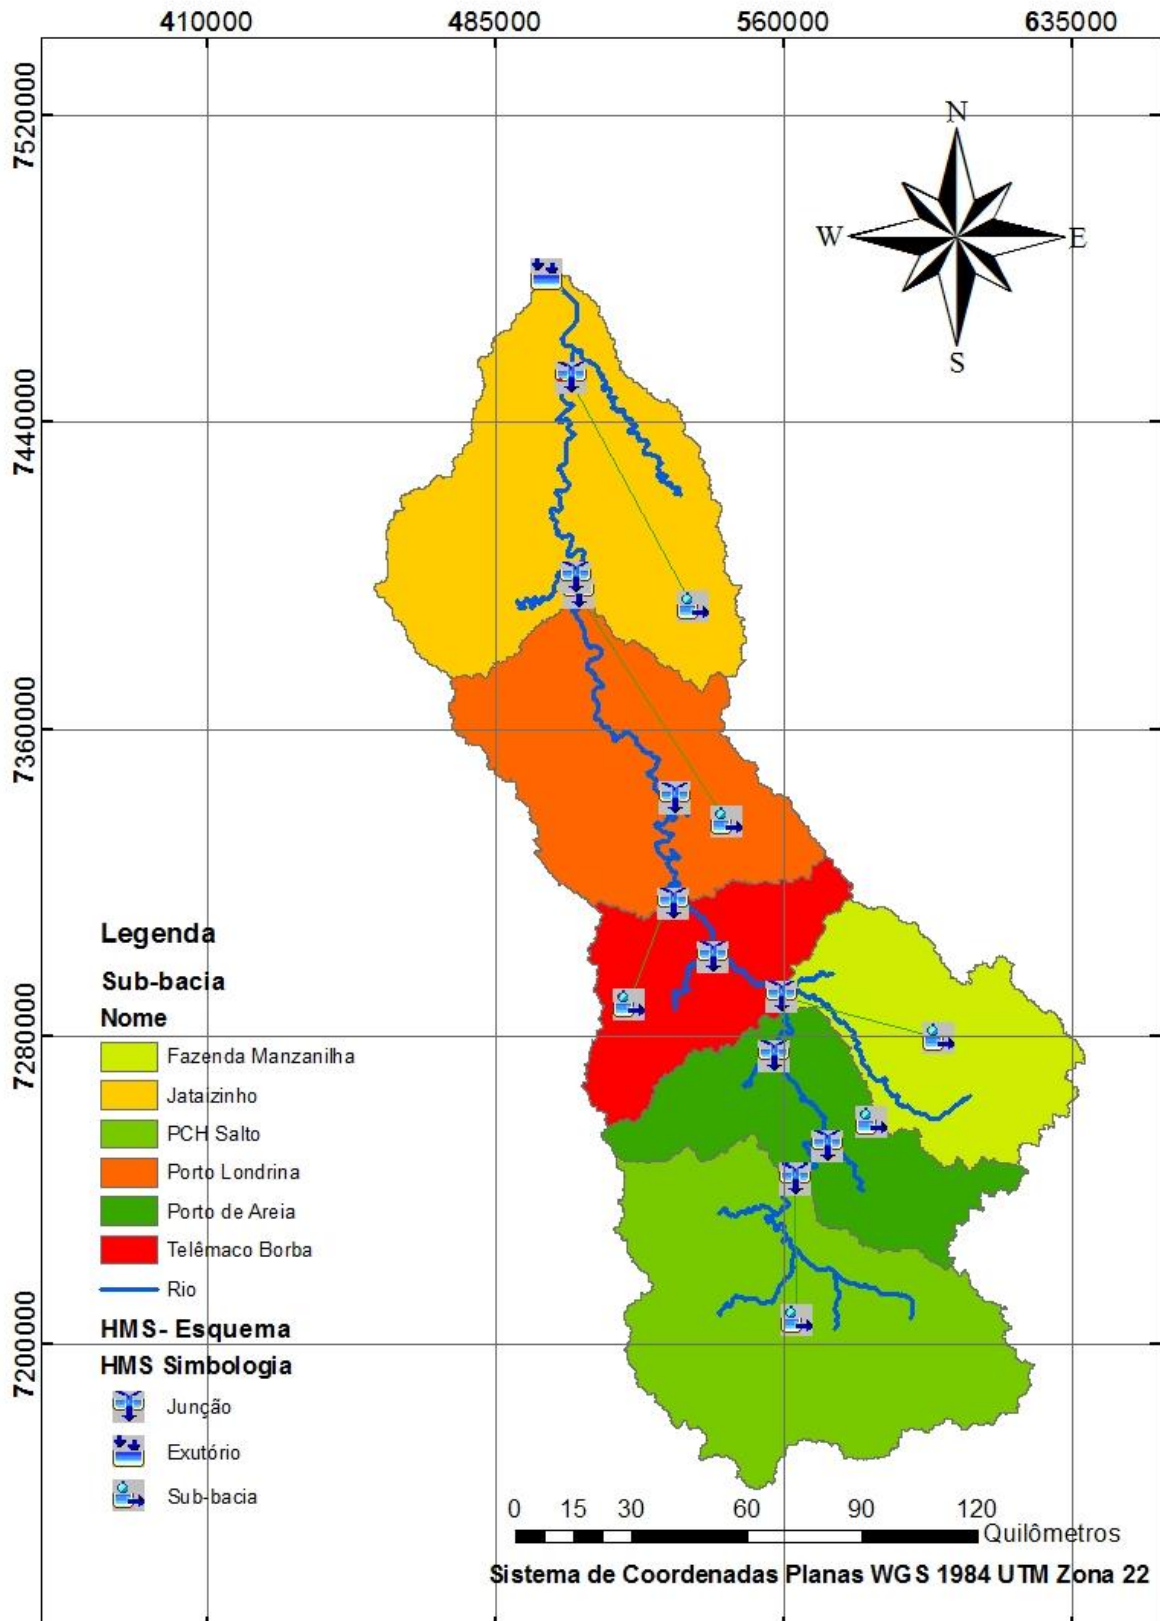 410000 485000 560000 635000
7520000
N
W E
S
7440000
7360000
7280000
7200000
Legenda
Sub-bacia
Nome
Fazenda Manzanilha
Jataizinho
PCH Salto
Porto Londrina
Porto de Areia
Telêmaco Borba
Rio
HMS- Esquema
HMS Simbologia
Junção
Exutório
Sub-bacia
0 15 30 60 90 120
Quilômetros
Sistema de Coordenadas Planas WGS 1984 UTM Zona 22